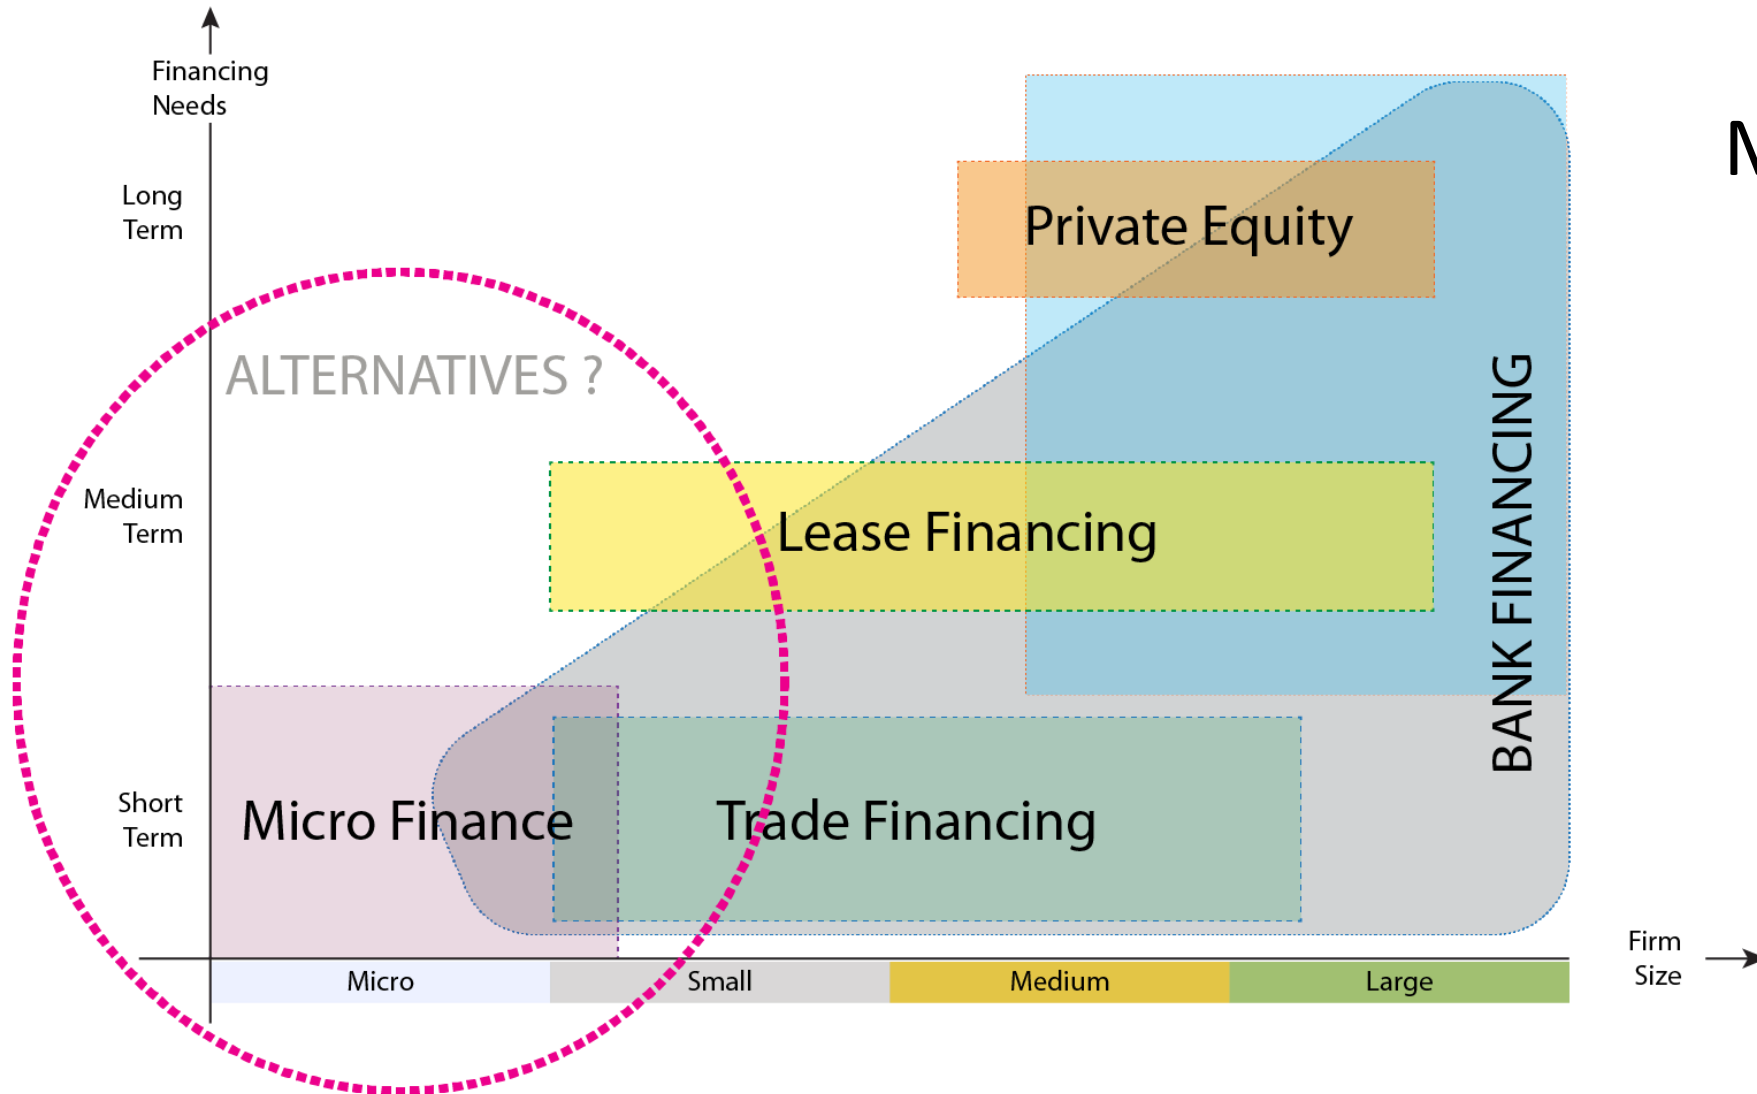 Financing
Needs
M
Long
Term
Private Equity
ALTERNATIVES ?
Medium
Term
Lease Financing
BANK FINANCING
Short
Term
Micro Finance
Trade Financing
Firm
Size
Micro
Small
Medium
Large